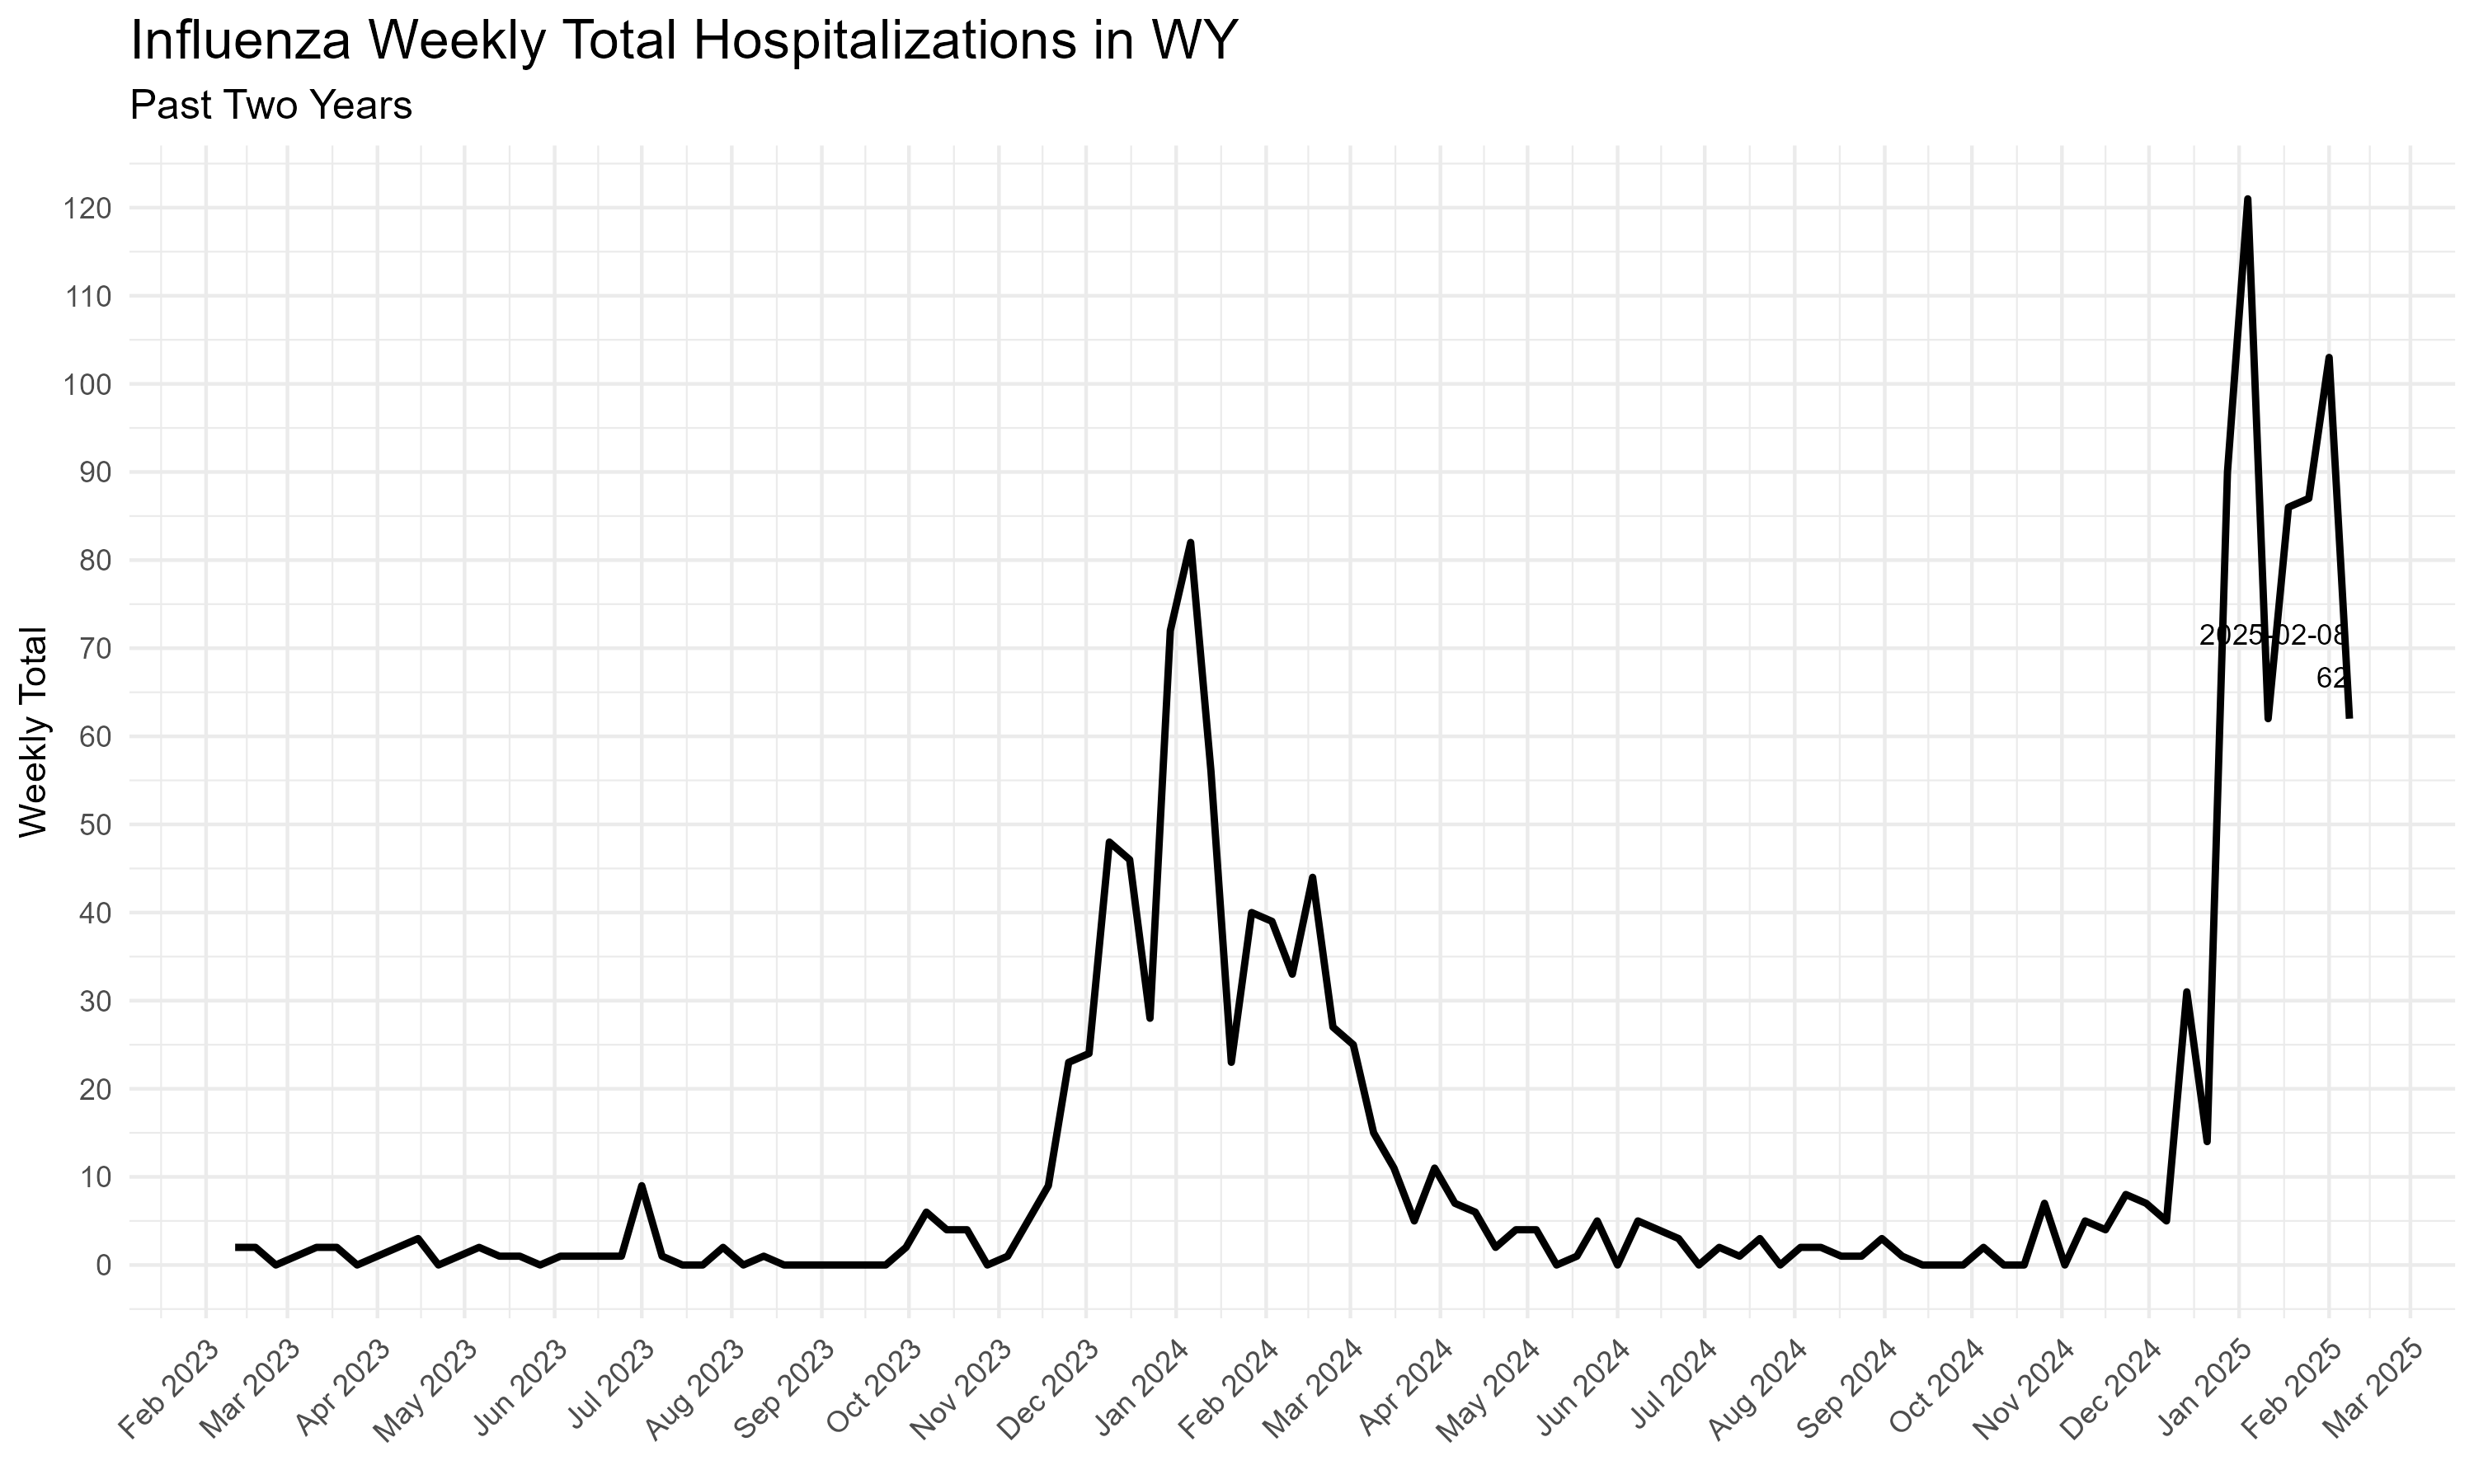 Influenza Weekly Total Hospitalizations in WY
Past Two Years
Weekly Total
120
110
100
90
80
70
60
50
40
30
20
10
0
2025-02-08
62
Feb 2023
Mar 2023
Apr 2023
May 2023
Jun 2023
Jul 2023
Aug 2023
Sep 2023
Oct 2023
Nov 2023
Dec 2023
Jan 2024
Feb 2024
Mar 2024
Apr 2024
May 2024
Jun 2024
Jul 2024
Aug 2024
Sep 2024
Oct 2024
Nov 2024
Dec 2024
Jan 2025
Feb 2025
Mar 2025